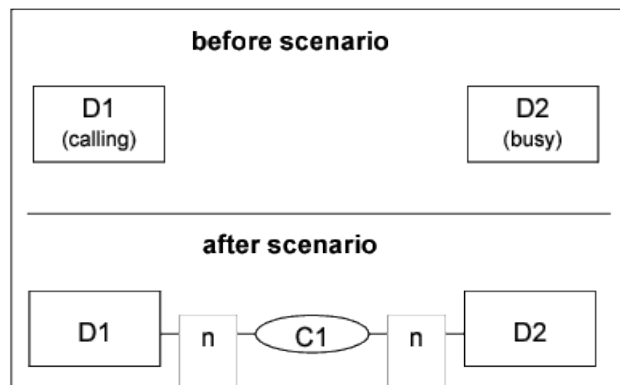 before scenario
D1 D2
(calling) (busy)
after scenario
D1 n C1 n D2